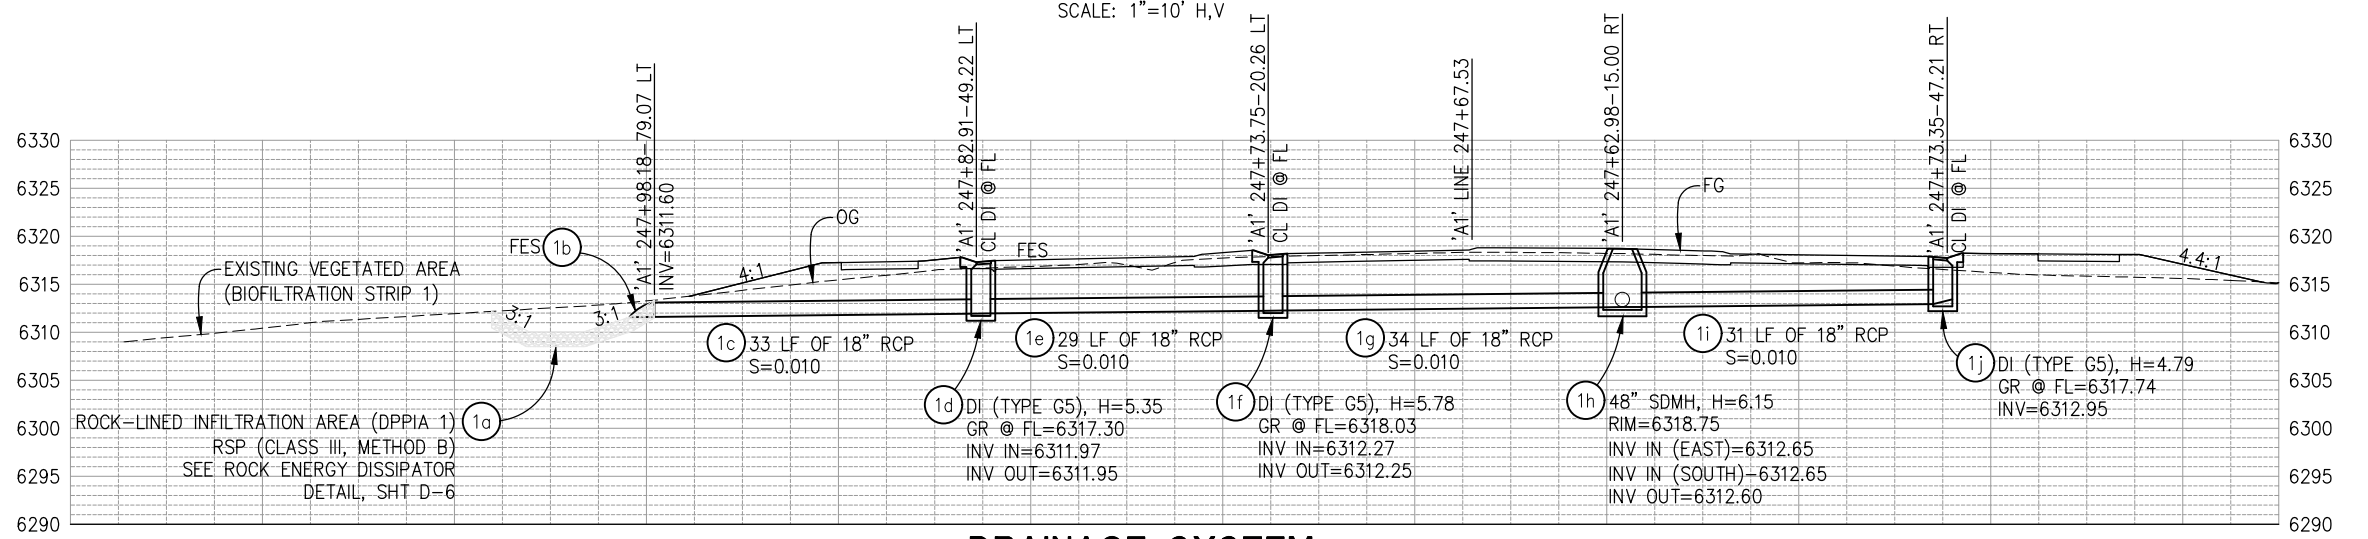 SCALE: 1"=10' H,V
'A1' 247+98.18-79.07 LT
INV=6311.60
'A1' 247+82.91-49.22 LT
CL DI @ FL
'A1' 247+73.75-20.26 LT
CL DI @ FL
'A1' LINE 247+67.53
'A1' 247+62.98-15.00 RT
'A1' 247+73.35-47.21 RT
CL DI @ FL
6330
6325
6320
6315
6310
6305
6300
6295
6290
6330
6325
6320
6315
6310
6305
6300
6295
6290
EXISTING VEGETATED AREA
(BIOFILTRATION STRIP 1)
FES 1b
OG
FES
FG
4:1
3:1
3:1
4.4:1
1c 33 LF OF 18" RCP
S=0.010
1e 29 LF OF 18" RCP
S=0.010
1g 34 LF OF 18" RCP
S=0.010
1i 31 LF OF 18" RCP
S=0.010
ROCK-LINED INFILTRATION AREA (DPPIA 1) 1a
RSP (CLASS III, METHOD B)
SEE ROCK ENERGY DISSIPATOR
DETAIL, SHT D-6
1d DI (TYPE G5), H=5.35
GR @ FL=6317.30
INV IN=6311.97
INV OUT=6311.95
1f DI (TYPE G5), H=5.78
GR @ FL=6318.03
INV IN=6312.27
INV OUT=6312.25
1h 48" SDMH, H=6.15
RIM=6318.75
INV IN (EAST)=6312.65
INV IN (SOUTH)-6312.65
INV OUT=6312.60
1j DI (TYPE G5), H=4.79
GR @ FL=6317.74
INV=6312.95
DRAINAGE SYSTEM